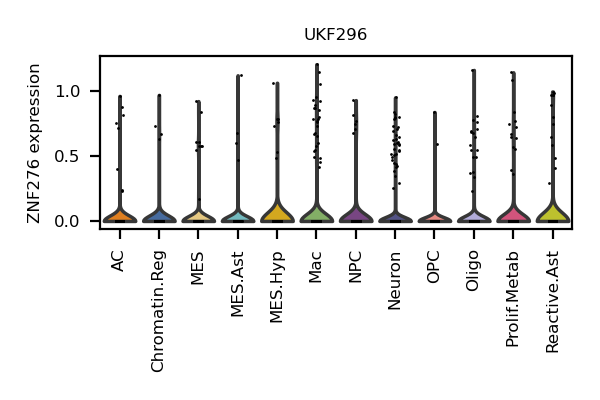 UKF296
ZNF276 expression
1.0
0.5
0.0
AC
Chromatin.Reg
MES
MES.Ast
MES.Hyp
Mac
NPC
Neuron
OPC
Oligo
Prolif.Metab
Reactive.Ast